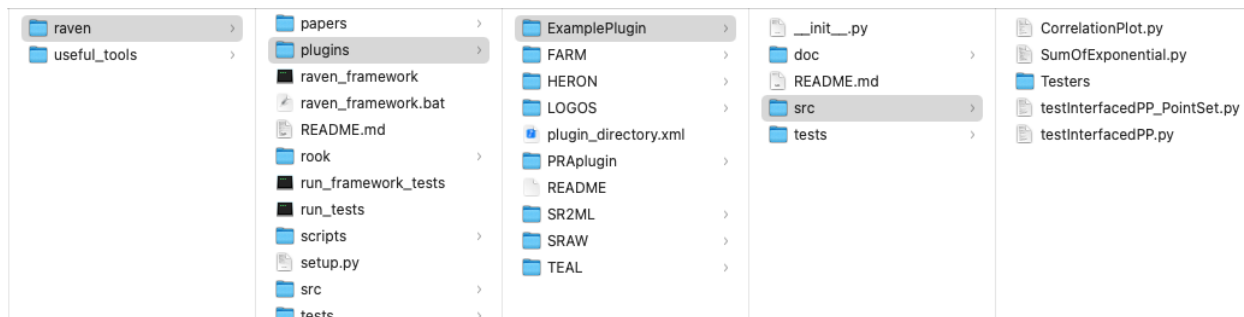 raven
useful_tools
papers
plugins
raven_framework
raven_framework.bat
README.md
rook
run_framework_tests
run_tests
scripts
setup.py
src
tests
ExamplePlugin
FARM
HERON
LOGOS
plugin_directory.xml
PRAplugin
README
SR2ML
SRAW
TEAL
__init__.py
doc
README.md
src
tests
CorrelationPlot.py
SumOfExponential.py
Testers
testInterfacedPP_PointSet.py
testInterfacedPP.py